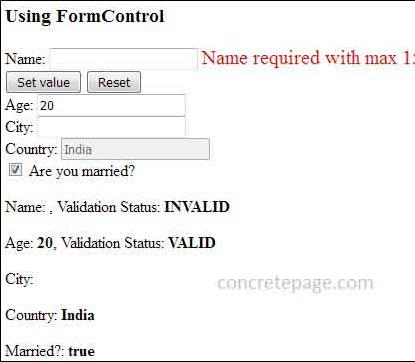 Using FormControl
Name: Name required with max
Set value Reset
Age: 20
City:
Country: India
Are you married?
Name: , Validation Status: INVALID
Age: 20, Validation Status: VALID
City:
concretepage.com
Country: India
Married?: true